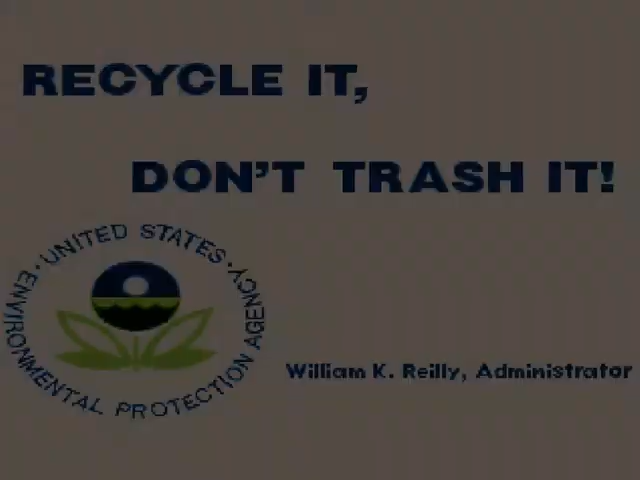 RECYCLE IT,
DON'T TRASH IT!
· UNITED STATES ·
ENVIRONMENTAL PROTECTION AGENCY
William K. Reilly, Administrator